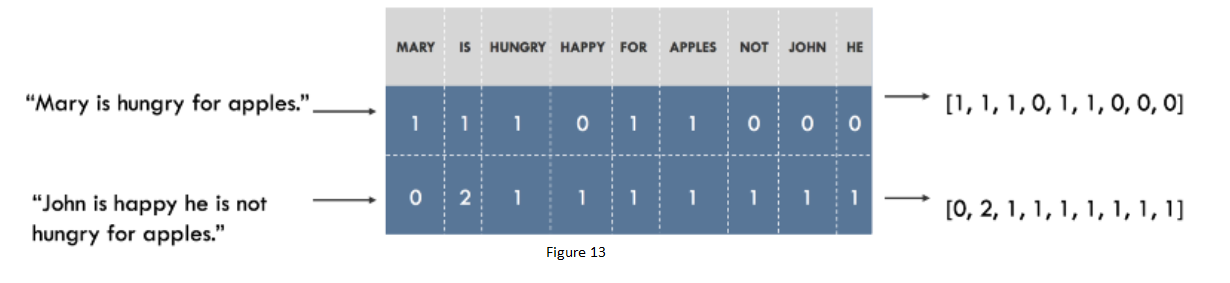 MARY IS HUNGRY HAPPY FOR APPLES NOT JOHN HE
“Mary is hungry for apples.” 1 1 1 0 1 1 0 0 0 [1, 1, 1, 0, 1, 1, 0, 0, 0]
“John is happy he is not
hungry for apples.” 0 2 1 1 1 1 1 1 1 [0, 2, 1, 1, 1, 1, 1, 1, 1]
Figure 13